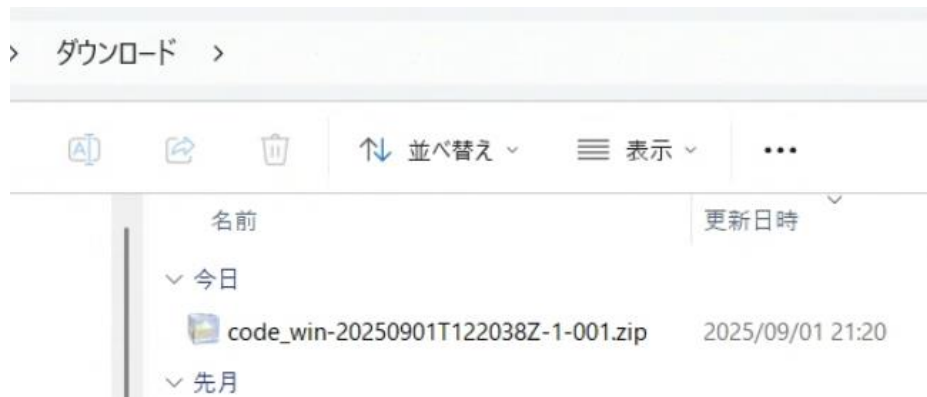 ダウンロード
並べ替え 表示
名前 更新日時
今日
code_win-20250901T122038Z-1-001.zip 2025/09/01 21:20
先月